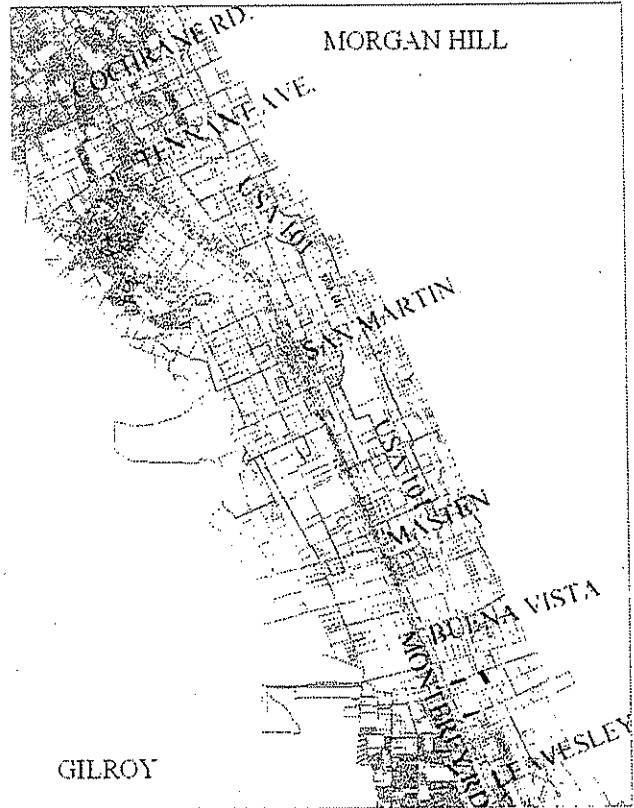 MORGAN HILL
COCHRANE RD.
TENNANT AVE.
USA 101
SAN MARTIN
USA 101
MASTEN
BUENA VISTA
MONTEREY RD.
LEAVESLEY
GILROY